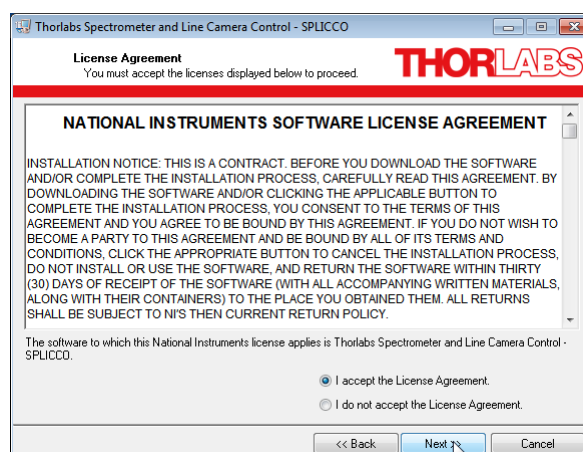 Thorlabs Spectrometer and Line Camera Control - SPLICCO
License Agreement
You must accept the licenses displayed below to proceed.
THORLABS
NATIONAL INSTRUMENTS SOFTWARE LICENSE AGREEMENT
INSTALLATION NOTICE: THIS IS A CONTRACT. BEFORE YOU DOWNLOAD THE SOFTWARE
AND/OR COMPLETE THE INSTALLATION PROCESS, CAREFULLY READ THIS AGREEMENT. BY
DOWNLOADING THE SOFTWARE AND/OR CLICKING THE APPLICABLE BUTTON TO
COMPLETE THE INSTALLATION PROCESS, YOU CONSENT TO THE TERMS OF THIS
AGREEMENT AND YOU AGREE TO BE BOUND BY THIS AGREEMENT. IF YOU DO NOT WISH TO
BECOME A PARTY TO THIS AGREEMENT AND BE BOUND BY ALL OF ITS TERMS AND
CONDITIONS, CLICK THE APPROPRIATE BUTTON TO CANCEL THE INSTALLATION PROCESS,
DO NOT INSTALL OR USE THE SOFTWARE, AND RETURN THE SOFTWARE WITHIN THIRTY
(30) DAYS OF RECEIPT OF THE SOFTWARE (WITH ALL ACCOMPANYING WRITTEN MATERIALS,
ALONG WITH THEIR CONTAINERS) TO THE PLACE YOU OBTAINED THEM. ALL RETURNS
SHALL BE SUBJECT TO NI'S THEN CURRENT RETURN POLICY.
The software to which this National Instruments license applies is Thorlabs Spectrometer and Line Camera Control -
SPLICCO.
I accept the License Agreement.
I do not accept the License Agreement.
<< Back
Next >>
Cancel